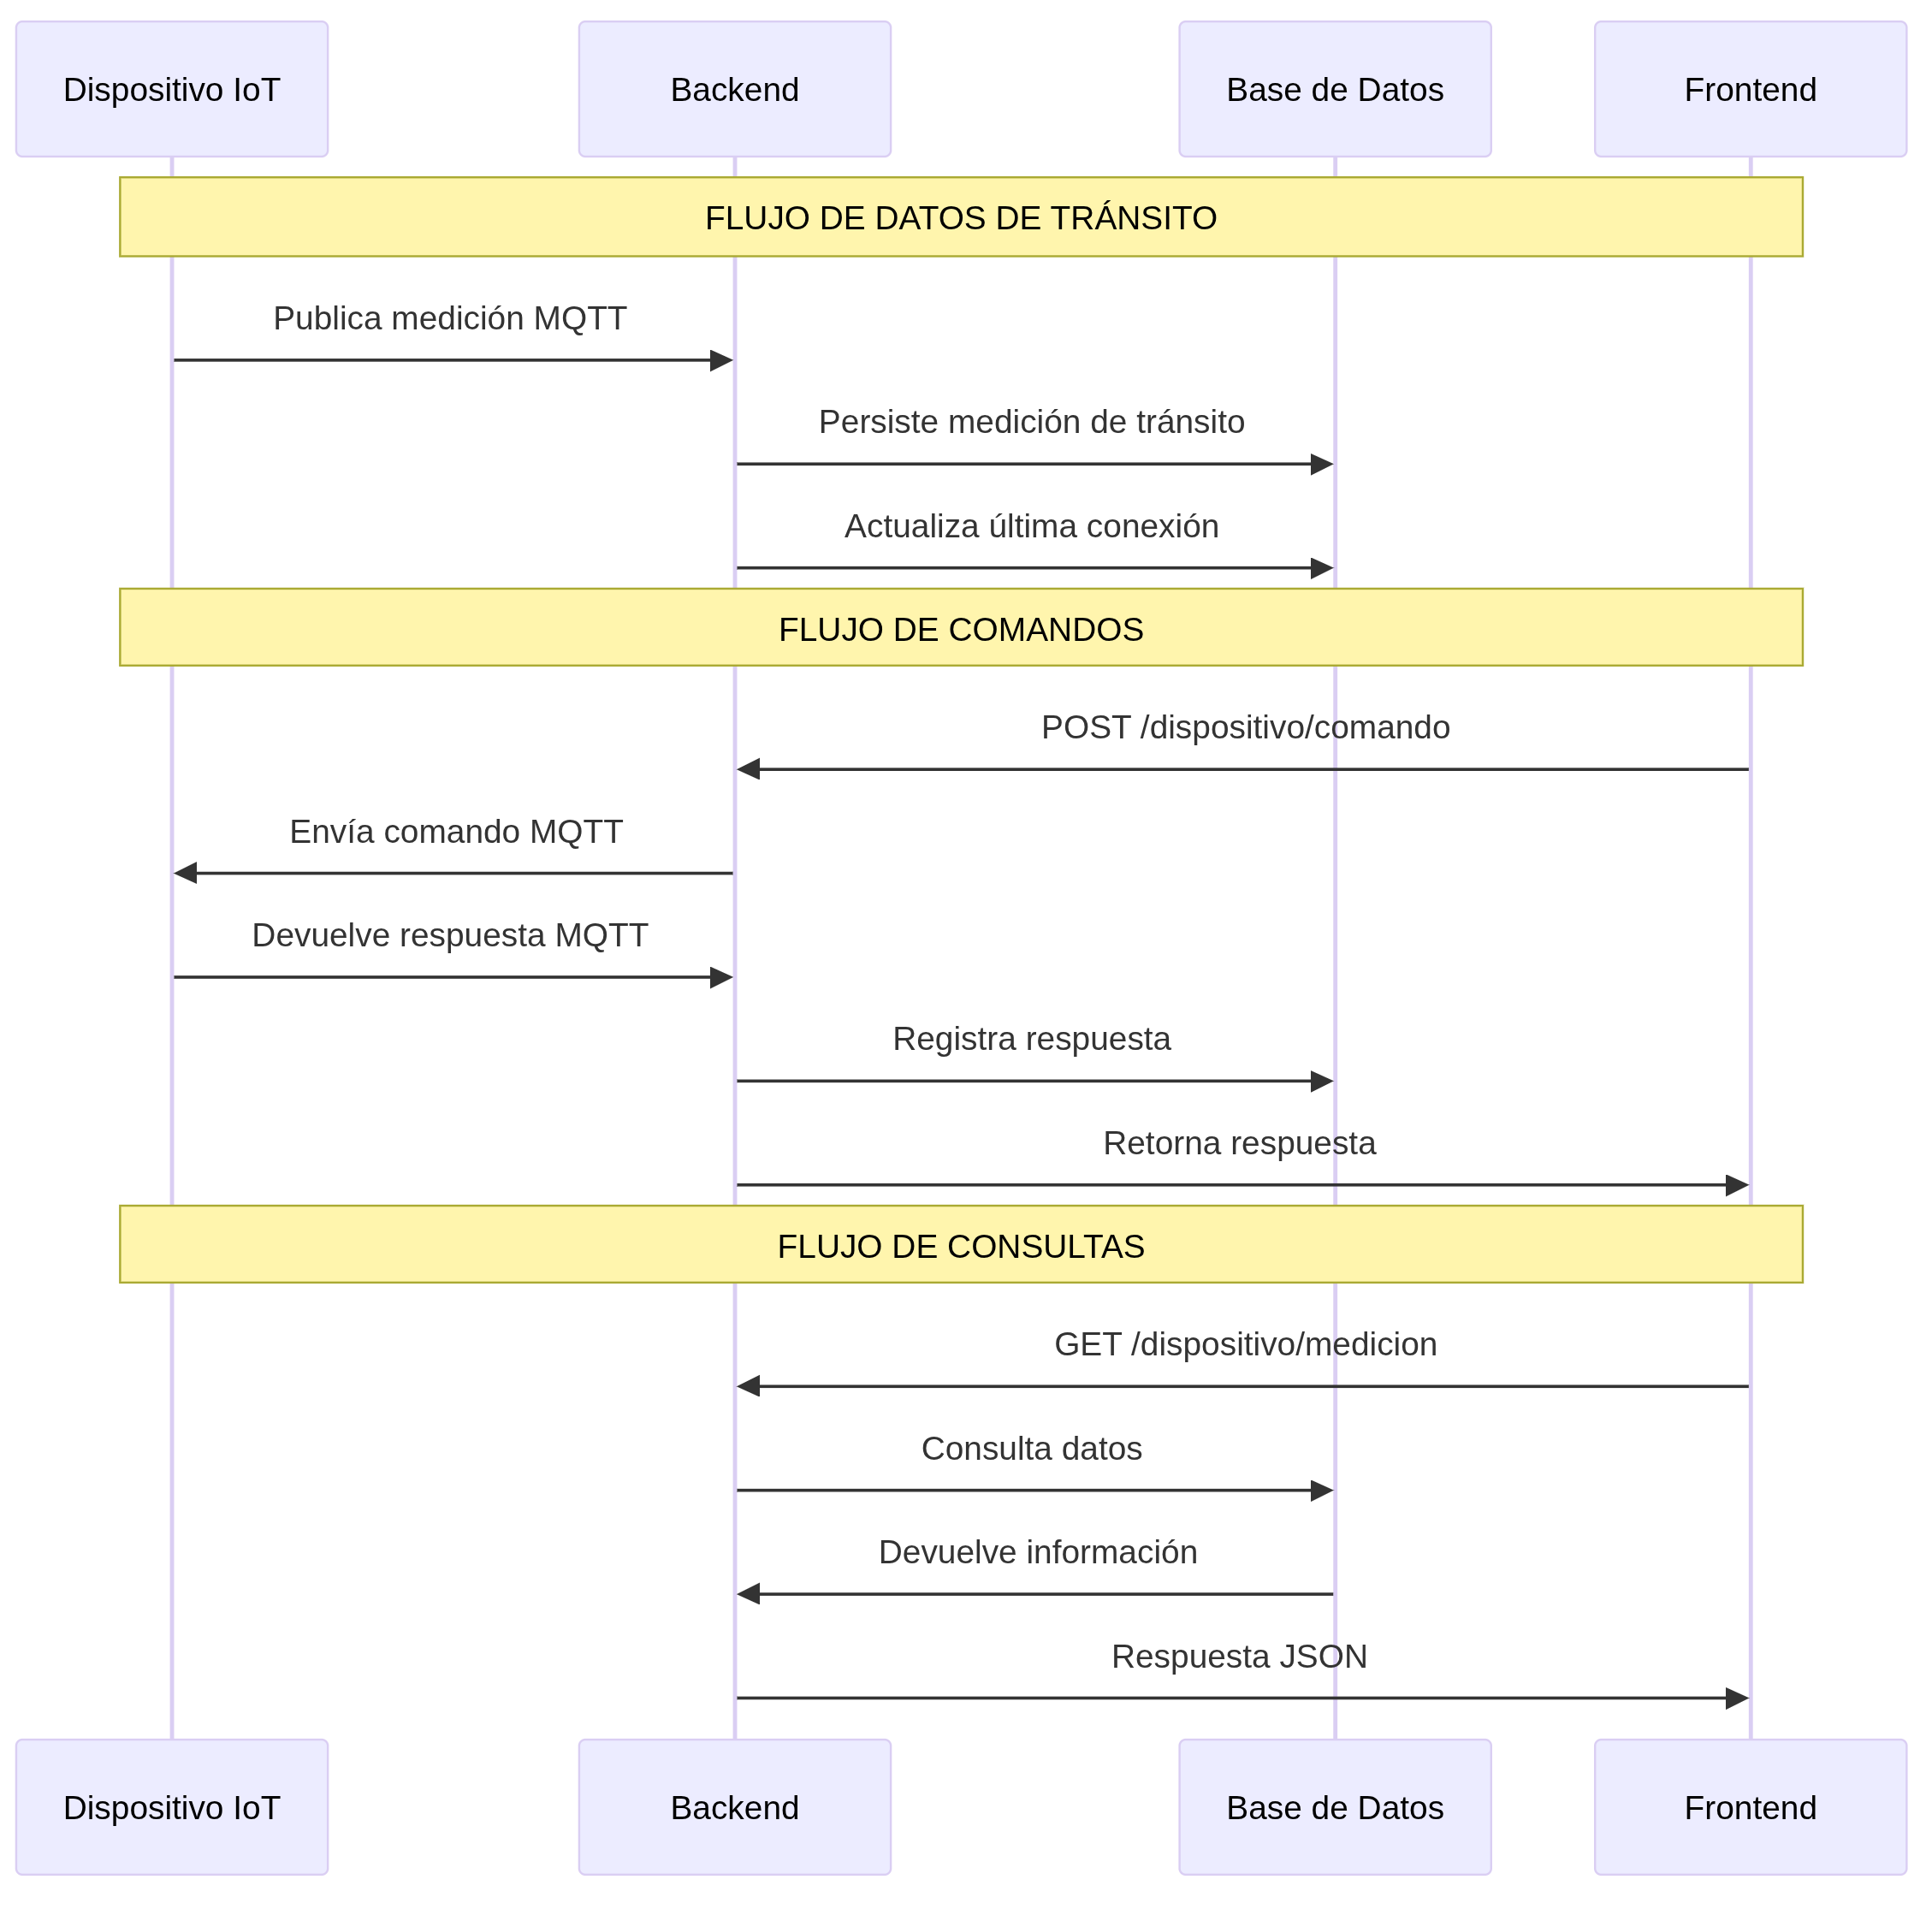 Dispositivo IoT
Backend
Base de Datos
Frontend
FLUJO DE DATOS DE TRÁNSITO
Publica medición MQTT
Persiste medición de tránsito
Actualiza última conexión
FLUJO DE COMANDOS
POST /dispositivo/comando
Envía comando MQTT
Devuelve respuesta MQTT
Registra respuesta
Retorna respuesta
FLUJO DE CONSULTAS
GET /dispositivo/medicion
Consulta datos
Devuelve información
Respuesta JSON
Dispositivo IoT
Backend
Base de Datos
Frontend